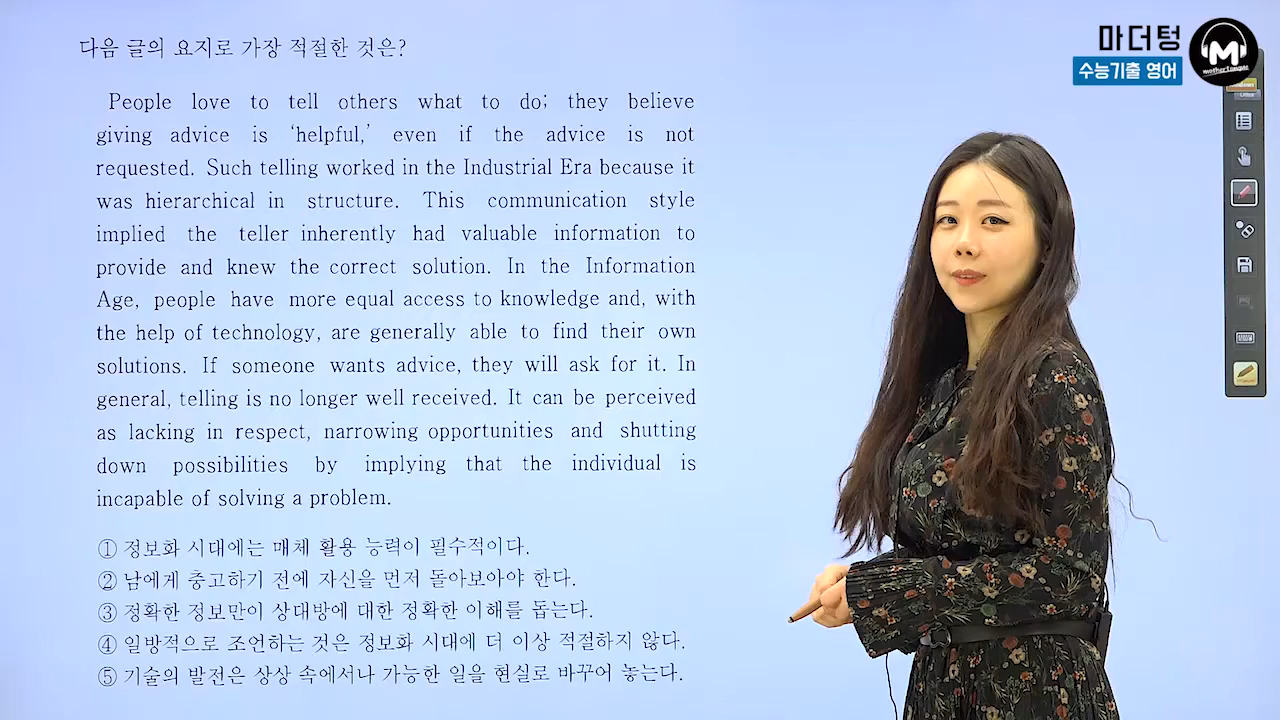 다음 글의 요지로 가장 적절한 것은?
마더텅
수능기출 영어
M
mother tongue
People love to tell others what to do; they believe
giving advice is ‘helpful,’ even if the advice is not
requested. Such telling worked in the Industrial Era because it
was hierarchical in structure. This communication style
implied the teller inherently had valuable information to
provide and knew the correct solution. In the Information
Age, people have more equal access to knowledge and, with
the help of technology, are generally able to find their own
solutions. If someone wants advice, they will ask for it. In
general, telling is no longer well received. It can be perceived
as lacking in respect, narrowing opportunities and shutting
down possibilities by implying that the individual is
incapable of solving a problem.
① 정보화 시대에는 매체 활용 능력이 필수적이다.
② 남에게 충고하기 전에 자신을 먼저 돌아보아야 한다.
③ 정확한 정보만이 상대방에 대한 정확한 이해를 돕는다.
④ 일방적으로 조언하는 것은 정보화 시대에 더 이상 적절하지 않다.
⑤ 기술의 발전은 상상 속에서나 가능한 일을 현실로 바꾸어 놓는다.